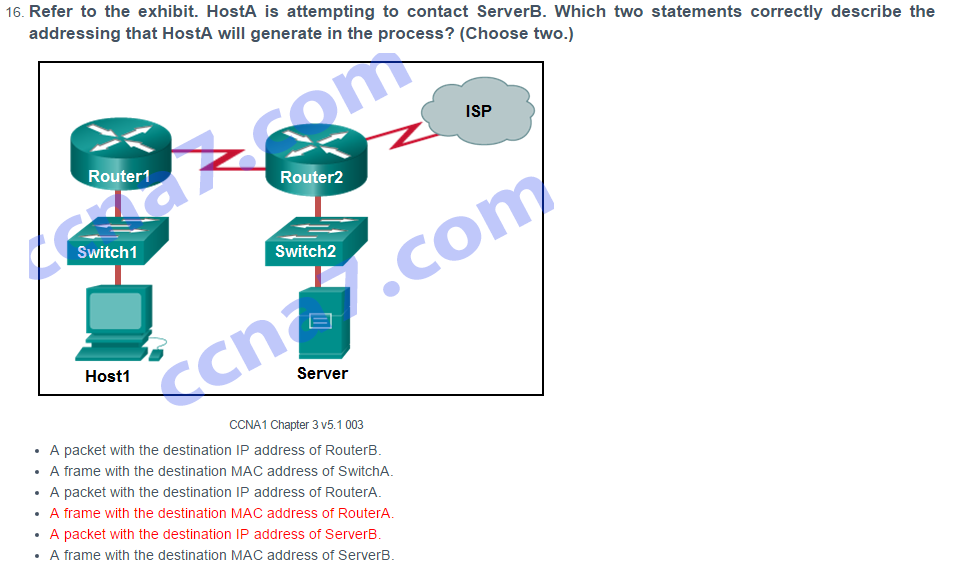 16. Refer to the exhibit. HostA is attempting to contact ServerB. Which two statements correctly describe the
addressing that HostA will generate in the process? (Choose two.)
ISP
Router1
Router2
Switch1
Switch2
Host1
Server
ccna7.com
ccna7.com
CCNA1 Chapter 3 v5.1 003
• A packet with the destination IP address of RouterB.
• A frame with the destination MAC address of SwitchA.
• A packet with the destination IP address of RouterA.
• A frame with the destination MAC address of RouterA.
• A packet with the destination IP address of ServerB.
• A frame with the destination MAC address of ServerB.